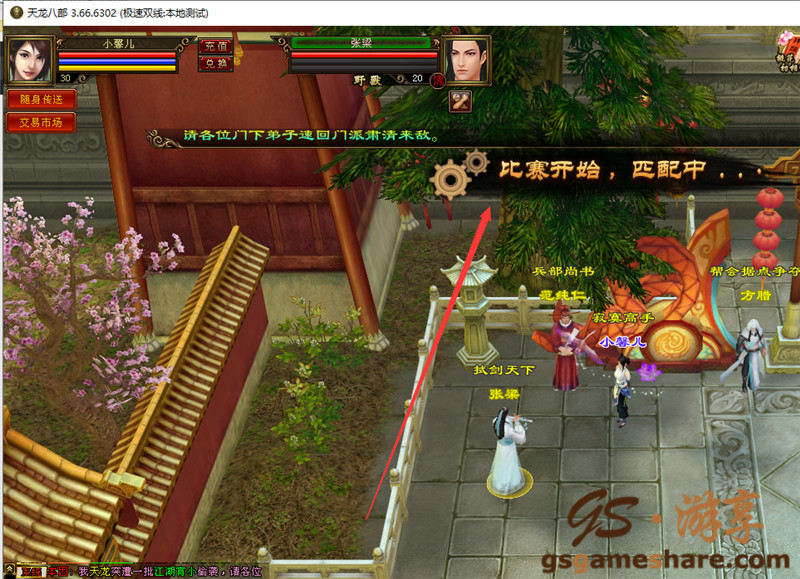 天龙八部 3.66.6302 (极速双线:本地测试)
小馨儿
充值
张梁
兑换
30
野数
20
随身传送
交易市场
请各位门下弟子速回门派肃清来敌。
比赛开始，匹配中 . . .
兵部尚书
范纯仁
帮会据点争夺
方腊
寂寞高手
小馨儿
拭剑天下
张梁
GS·游享
gsgameshare.com
我天龙突遭一批江湖宵小偷袭，请各位